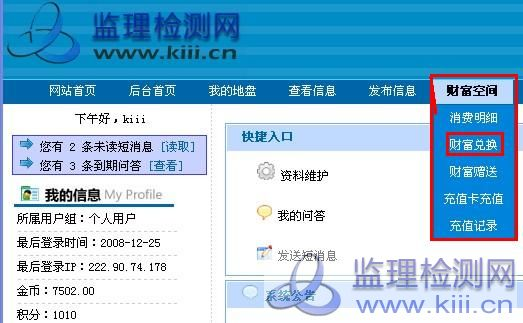 监理检测网
www.kiii.cn
网站首页 后台首页 我的地盘 查看信息 发布信息 财富空间
消费明细
财富兑换
财富赠送
充值卡充值
充值记录
下午好，kiii
您有 2 条未读短消息 [读取]
您有 3 条到期问答 [查看]
我的信息 My Profile
所属用户组：个人用户
最后登录时间：2008-12-25
最后登录IP：222.90.74.178
金币：7502.00
积分：1010
快捷入口
资料维护
我的问答
发送短消息
系统公告
监理检测网
www.kiii.cn